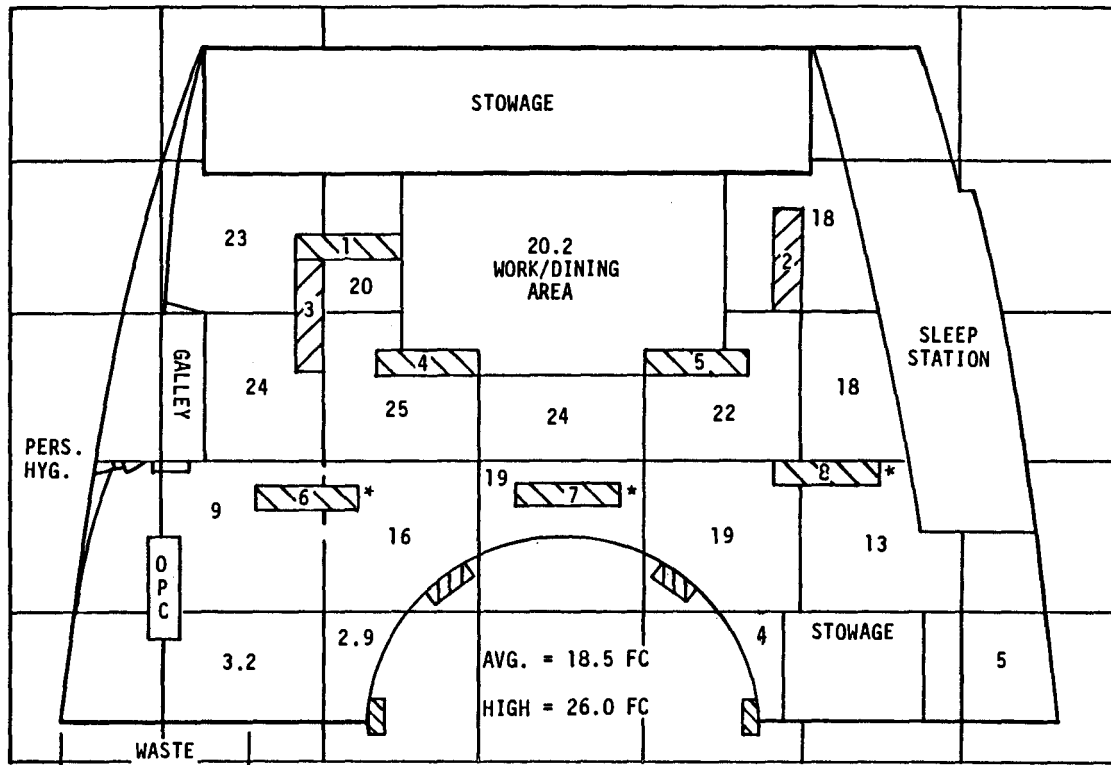 STOWAGE
23
1
20.2
WORK/DINING
AREA
2
18
3
20
GALLEY
24
4
25
24
5
22
18
SLEEP
STATION
PERS.
HYG.
9
6 *
16
19
7 *
19
8 *
13
OPC
3.2
2.9
AVG. = 18.5 FC
HIGH = 26.0 FC
4
STOWAGE
5
WASTE